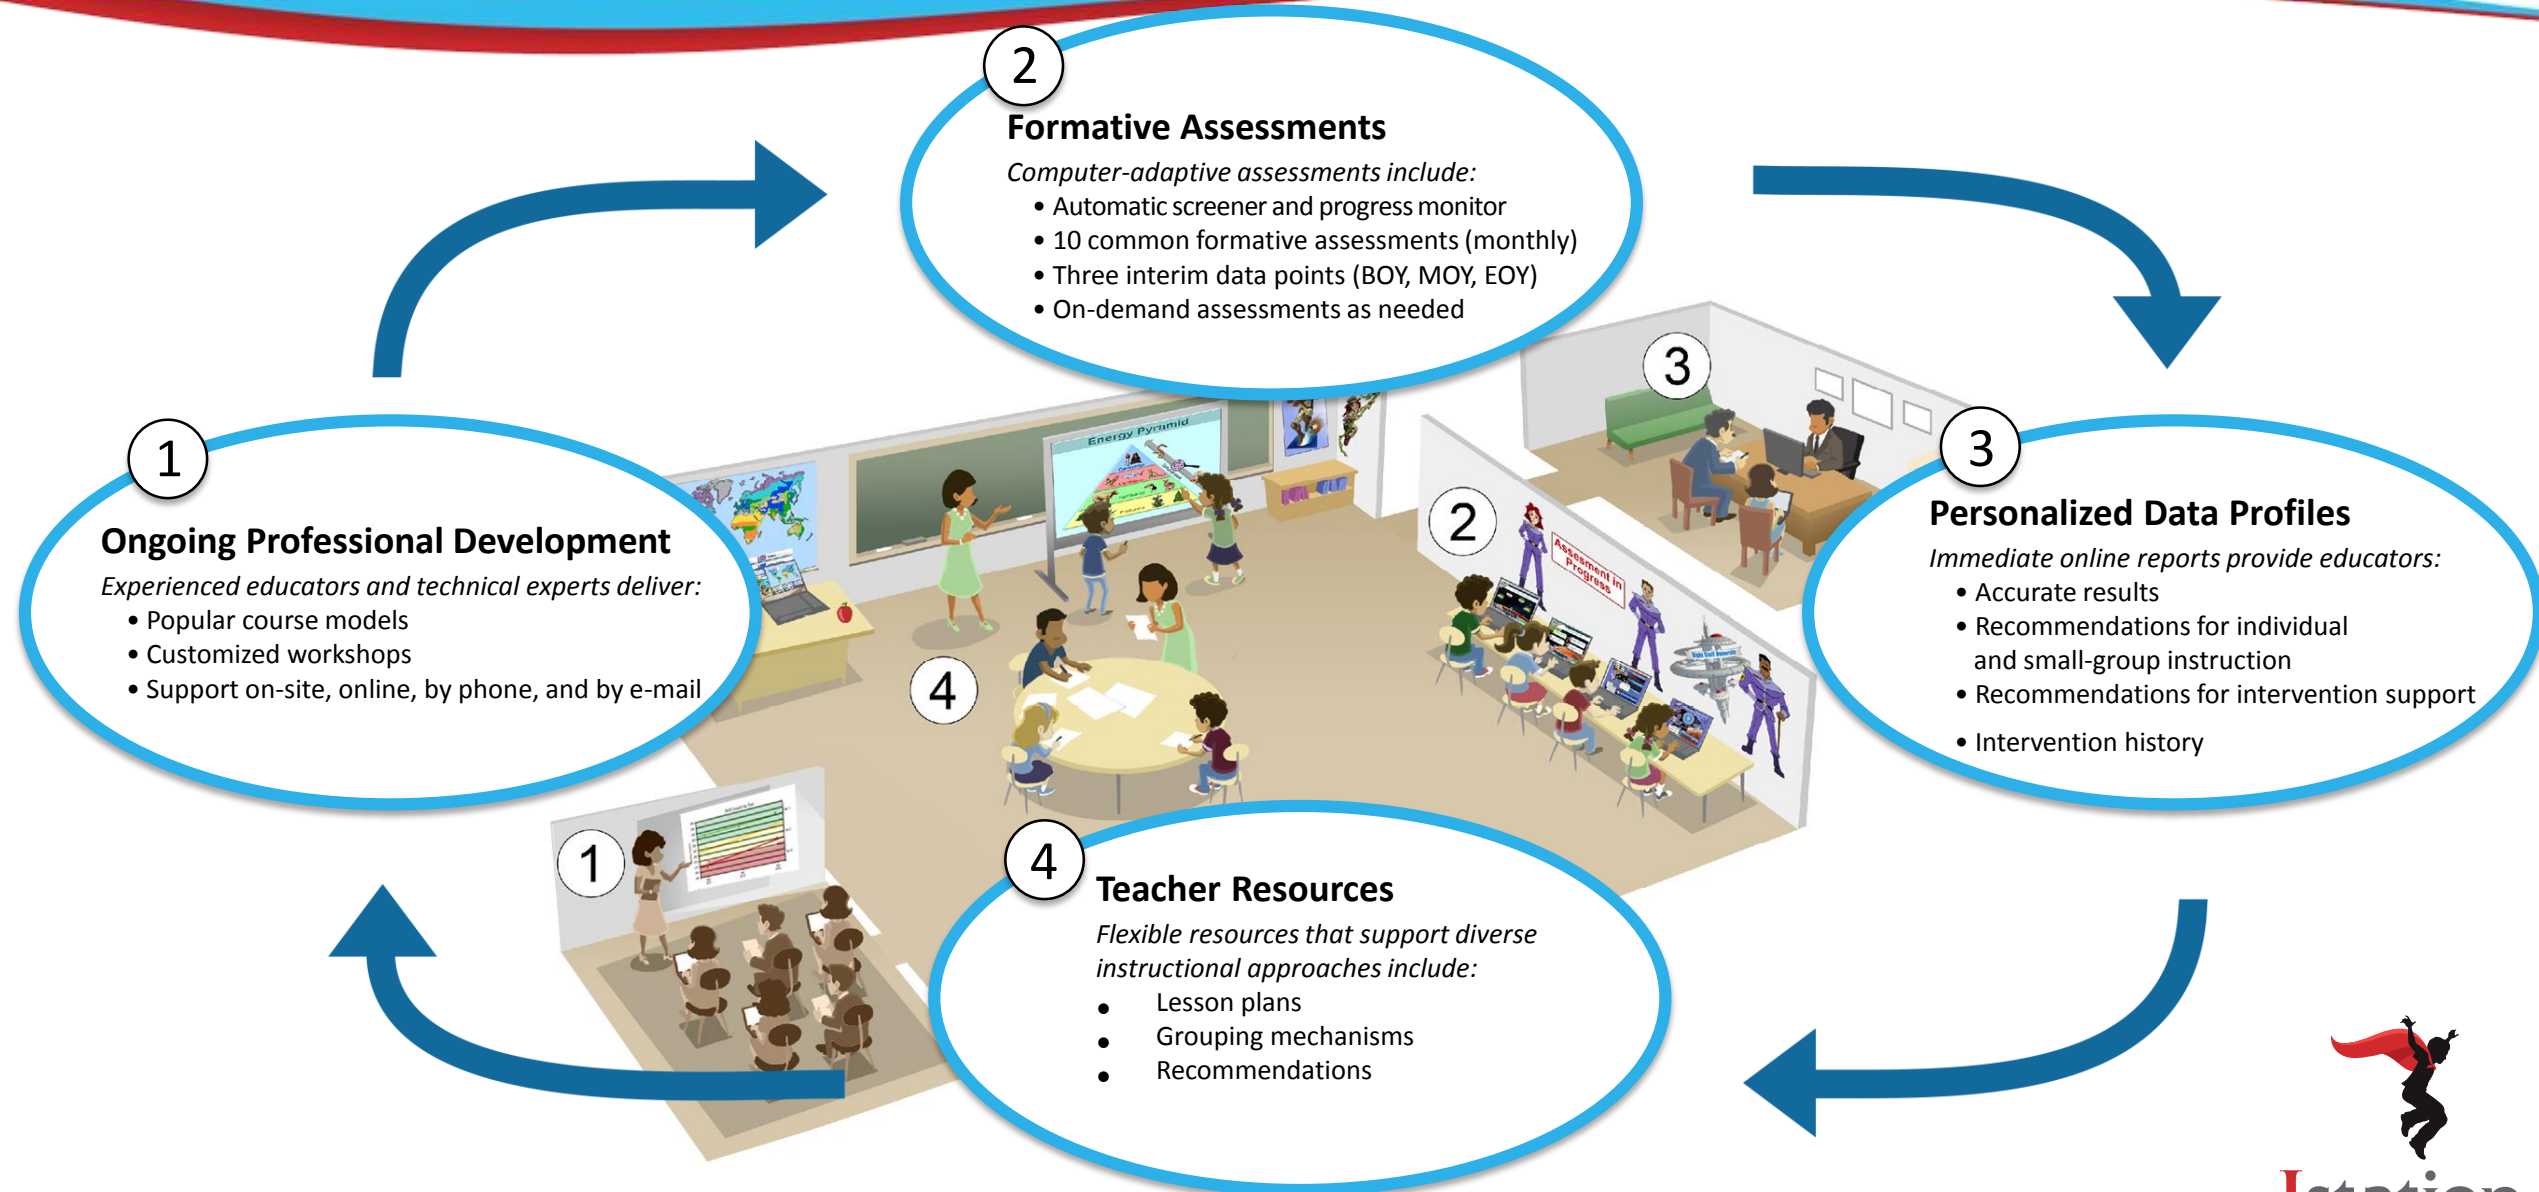 2
Formative Assessments
Computer-adaptive assessments include:
• Automatic screener and progress monitor
• 10 common formative assessments (monthly)
• Three interim data points (BOY, MOY, EOY)
• On-demand assessments as needed
1
Ongoing Professional Development
Experienced educators and technical experts deliver:
• Popular course models
• Customized workshops
• Support on-site, online, by phone, and by e-mail
3
Personalized Data Profiles
Immediate online reports provide educators:
• Accurate results
• Recommendations for individual
and small-group instruction
• Recommendations for intervention support
• Intervention history
4
Teacher Resources
Flexible resources that support diverse
instructional approaches include:
• Lesson plans
• Grouping mechanisms
• Recommendations
3
Energy Pyramid
2
Assessment in
Progress
4
1
Istation